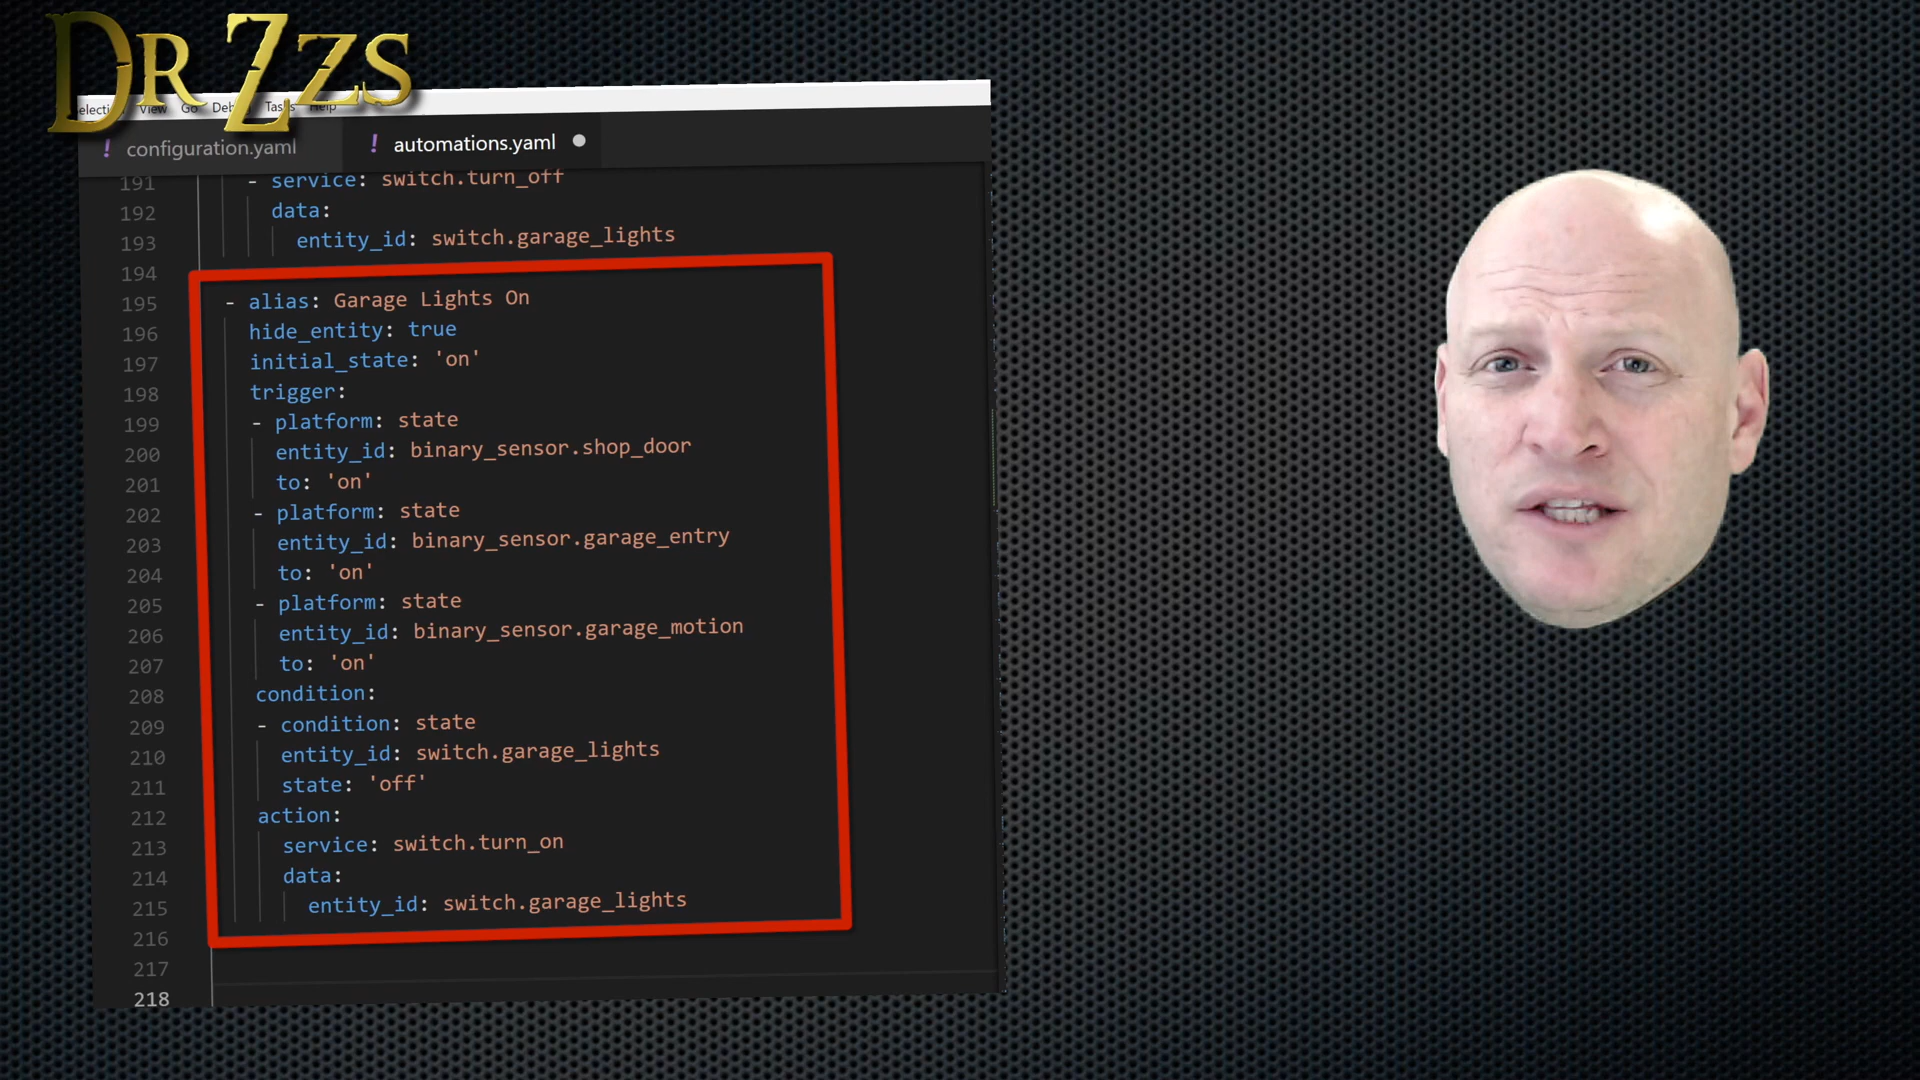 DR ZZS
View Go Tasks Help
! configuration.yaml ! automations.yaml
191 - service: switch.turn_off
192 data:
193 entity_id: switch.garage_lights
194
195 - alias: Garage Lights On
196 hide_entity: true
197 initial_state: 'on'
198 trigger:
199 - platform: state
200 entity_id: binary_sensor.shop_door
201 to: 'on'
202 - platform: state
203 entity_id: binary_sensor.garage_entry
204 to: 'on'
205 - platform: state
206 entity_id: binary_sensor.garage_motion
207 to: 'on'
208 condition:
209 - condition: state
210 entity_id: switch.garage_lights
211 state: 'off'
212 action:
213 service: switch.turn_on
214 data:
215 entity_id: switch.garage_lights
216
217
218